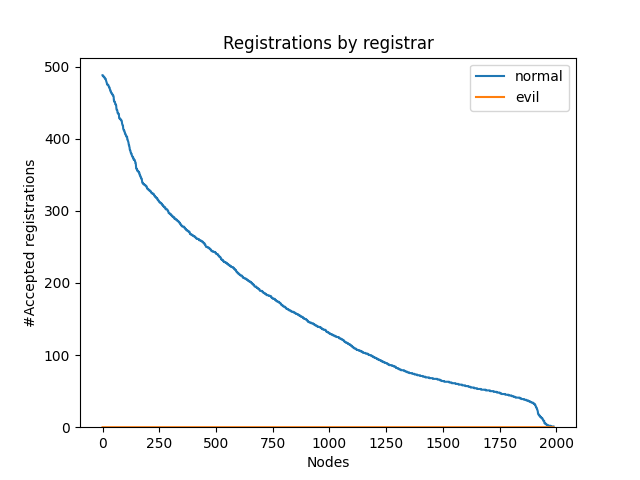 Registrations by registrar
normal
evil
#Accepted registrations
500
400
300
200
100
0
0 250 500 750 1000 1250 1500 1750 2000
Nodes